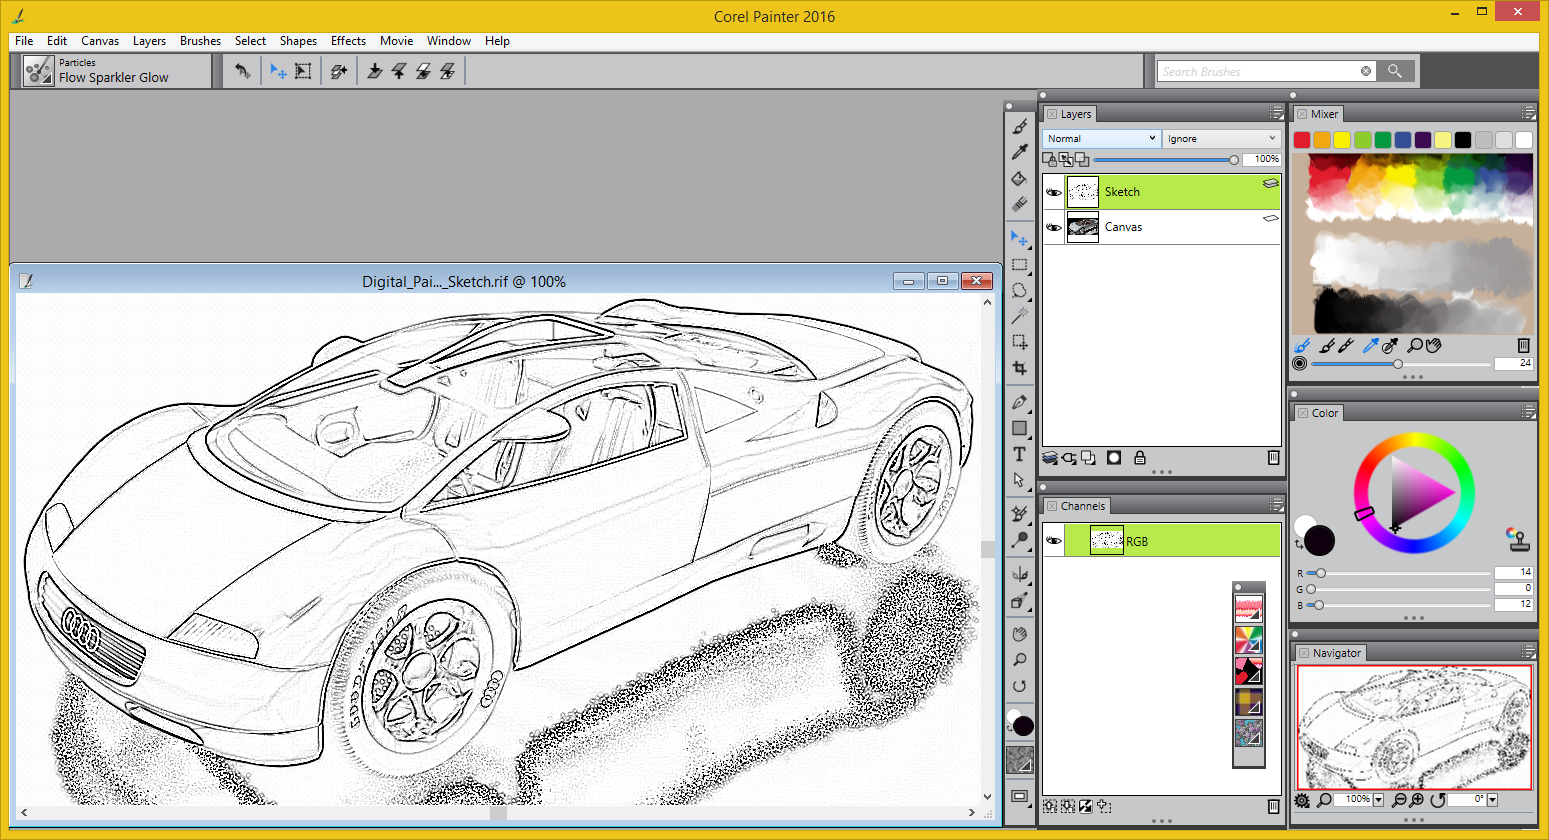 Corel Painter 2016
File Edit Canvas Layers Brushes Select Shapes Effects Movie Window Help
Particles
Flow Sparkler Glow
Search Brushes
Digital_Pai..._Sketch.rif @ 100%
Layers
Normal
Ignore
100%
Sketch
Canvas
Channels
RGB
Mixer
24
Color
R 14
G 0
B 12
Navigator
100%
0°